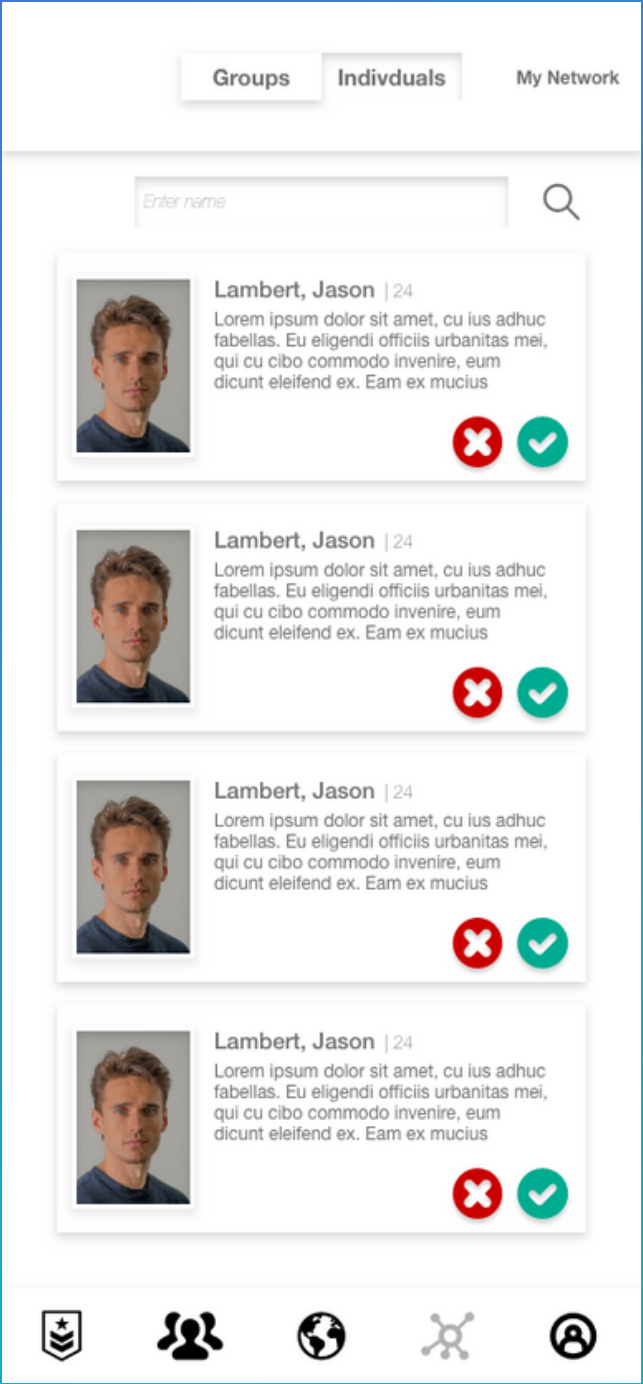 Groups
Indivduals
My Network
Enter name
Lambert, Jason | 24
Lorem ipsum dolor sit amet, cu ius adhuc
fabellas. Eu eligendi officiis urbanitas mei,
qui cu cibo commodo invenire, eum
dicunt eleifend ex. Eam ex mucius
Lambert, Jason | 24
Lorem ipsum dolor sit amet, cu ius adhuc
fabellas. Eu eligendi officiis urbanitas mei,
qui cu cibo commodo invenire, eum
dicunt eleifend ex. Eam ex mucius
Lambert, Jason | 24
Lorem ipsum dolor sit amet, cu ius adhuc
fabellas. Eu eligendi officiis urbanitas mei,
qui cu cibo commodo invenire, eum
dicunt eleifend ex. Eam ex mucius
Lambert, Jason | 24
Lorem ipsum dolor sit amet, cu ius adhuc
fabellas. Eu eligendi officiis urbanitas mei,
qui cu cibo commodo invenire, eum
dicunt eleifend ex. Eam ex mucius